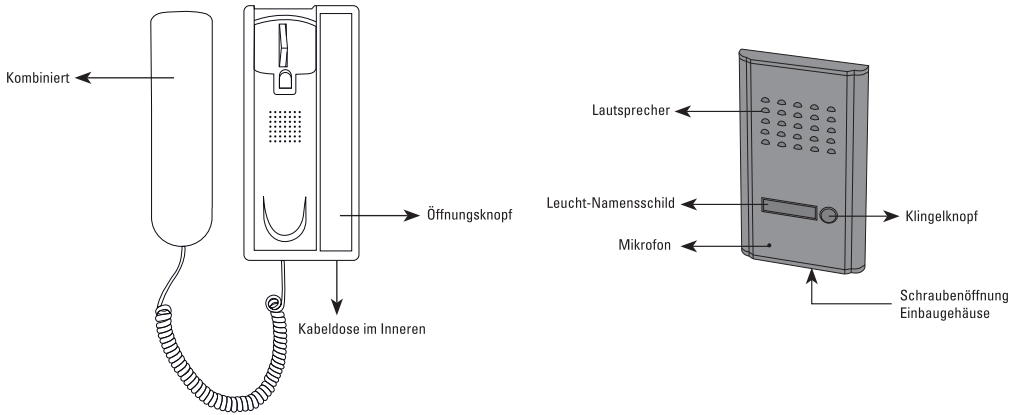 Kombiniert
Öffnungsknopf
Kabeldose im Inneren
Lautsprecher
Leucht-Namensschild
Klingelknopf
Mikrofon
Schraubenöffnung
Einbaugehäuse